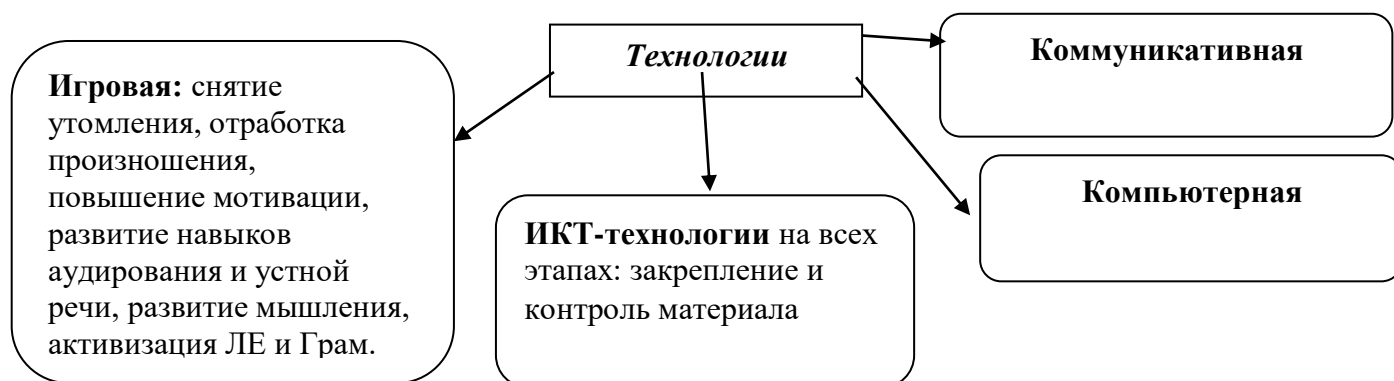 Технологии
Коммуникативная
Игровая: снятие
утомления, отработка
произношения,
повышение мотивации,
развитие навыков
аудирования и устной
речи, развитие мышления,
активизация ЛЕ и Грам.
Компьютерная
ИКТ-технологии на всех
этапах: закрепление и
контроль материала